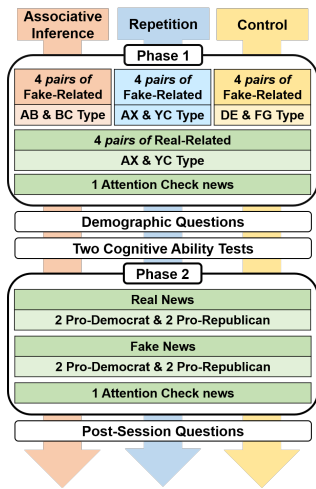 Associative
Inference
Repetition
Control
Phase 1
4 pairs of
Fake-Related
AB & BC Type
4 pairs of
Fake-Related
AX & YC Type
4 pairs of
Fake-Related
DE & FG Type
4 pairs of Real-Related
AX & YC Type
1 Attention Check news
Demographic Questions
Two Cognitive Ability Tests
Phase 2
Real News
2 Pro-Democrat & 2 Pro-Republican
Fake News
2 Pro-Democrat & 2 Pro-Republican
1 Attention Check news
Post-Session Questions